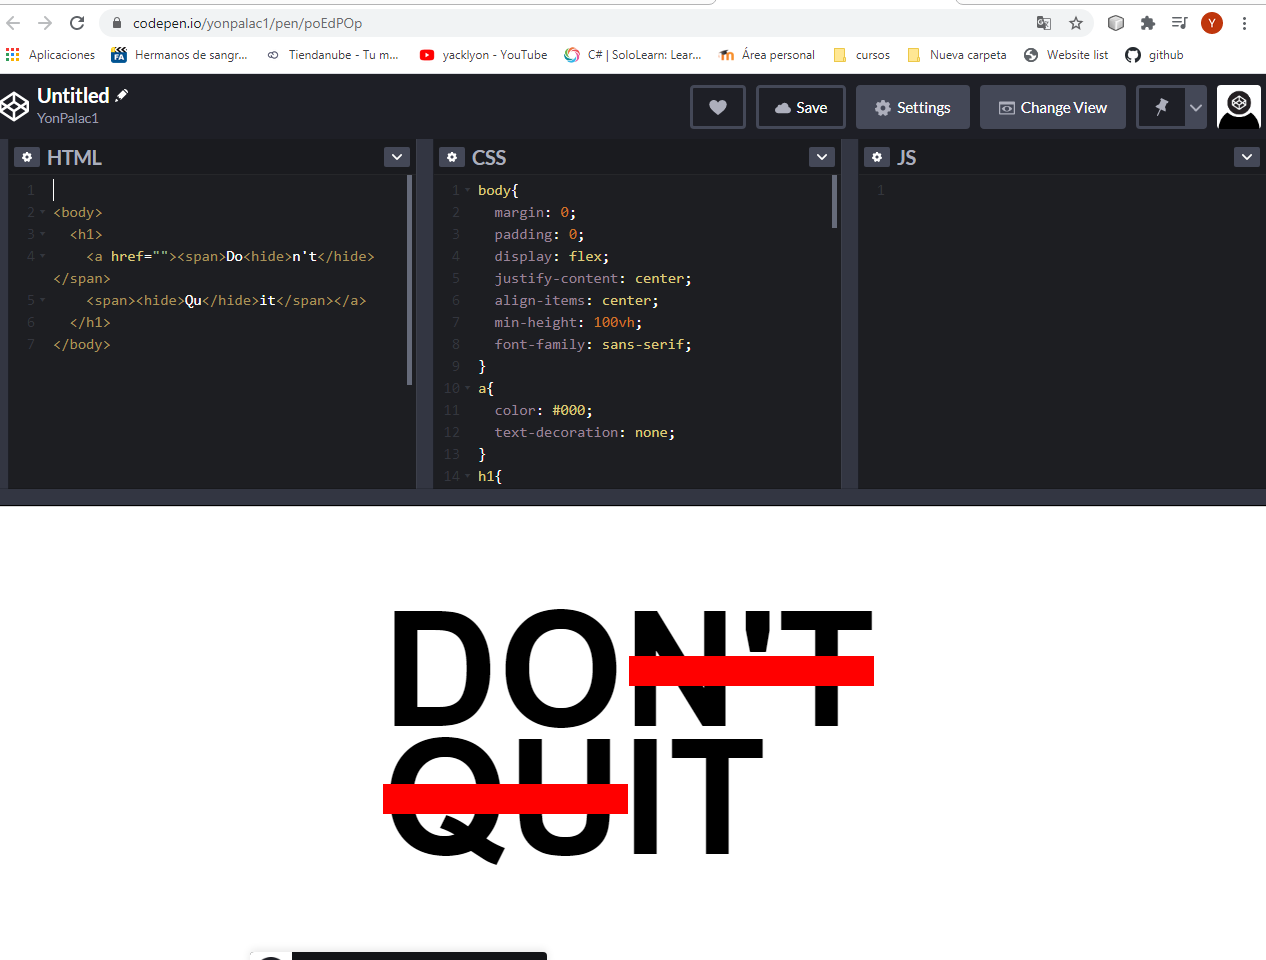 codepen.io/yonpalac1/pen/poEdPOp
Y
Aplicaciones
FA
Hermanos de sangr...
Tiendanube - Tu m...
yacklyon - YouTube
C# | SoloLearn: Lear...
Área personal
cursos
Nueva carpeta
Website list
github
Untitled
YonPalac1
Save
Settings
Change View
HTML
1
2 <body>
3   <h1>
4     <a href=""><span>Do<hide>n't</hide>
</span>
5     <span><hide>Qu</hide>it</span></a>
6   </h1>
7 </body>
CSS
1 body{
2   margin: 0;
3   padding: 0;
4   display: flex;
5   justify-content: center;
6   align-items: center;
7   min-height: 100vh;
8   font-family: sans-serif;
9 }
10 a{
11   color: #000;
12   text-decoration: none;
13 }
14 h1{
JS
1
DON'T
QUIT